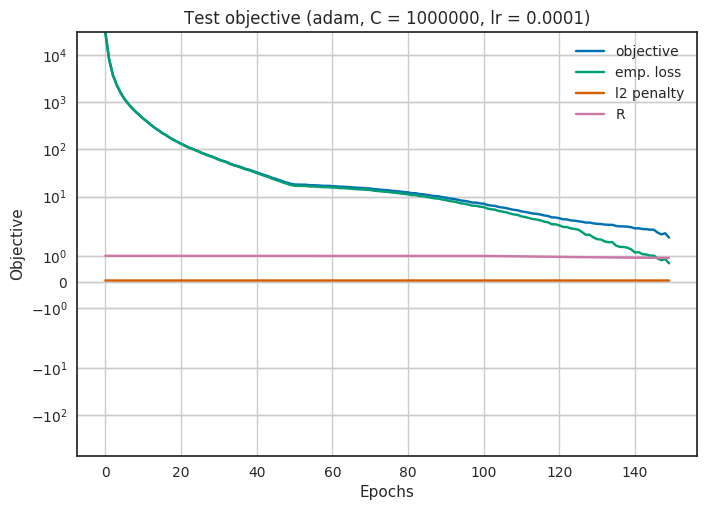 Test objective (adam, C = 1000000, lr = 0.0001)
objective
emp. loss
l2 penalty
R
Objective
10⁴
10³
10²
10¹
10⁰
0
−10⁰
−10¹
−10²
0 20 40 60 80 100 120 140
Epochs